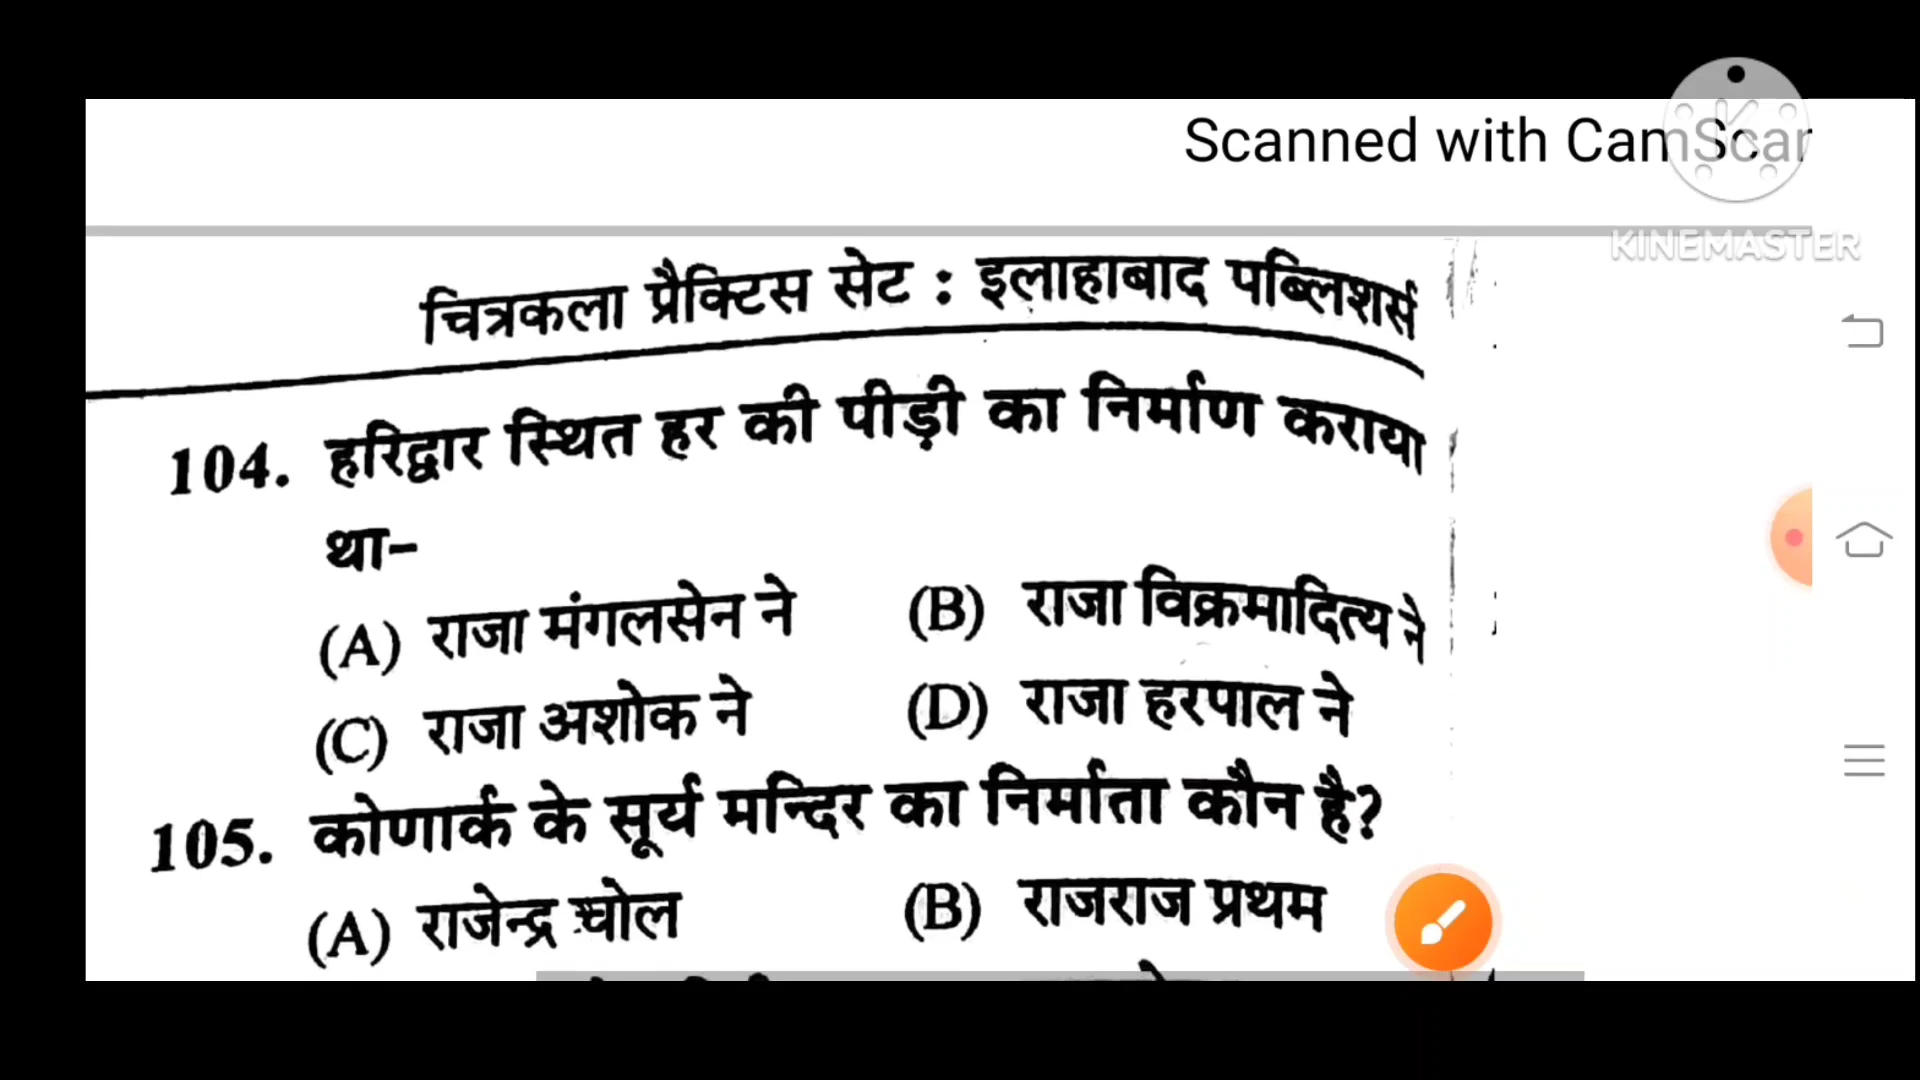 Scanned with CamScan
KINEMASTER
चित्रकला प्रैक्टिस सेट : इलाहाबाद पब्लिशर्स
104. हरिद्वार स्थित हर की पीड़ी का निर्माण कराया
था–
(A) राजा मंगलसेन ने (B) राजा विक्रमादित्य ने
(C) राजा अशोक ने (D) राजा हरपाल ने
105. कोणार्क के सूर्य मन्दिर का निर्माता कौन है?
(A) राजेन्द्र चोल (B) राजराज प्रथम